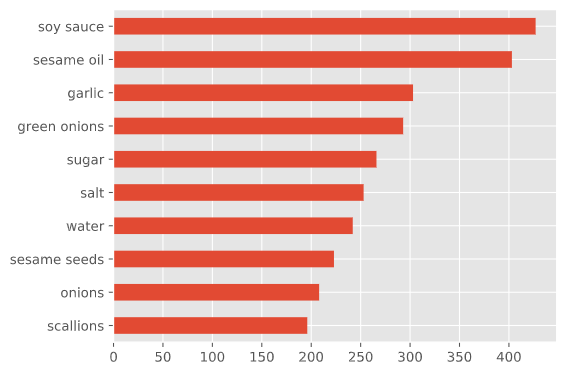 soy sauce
sesame oil
garlic
green onions
sugar
salt
water
sesame seeds
onions
scallions
0 50 100 150 200 250 300 350 400